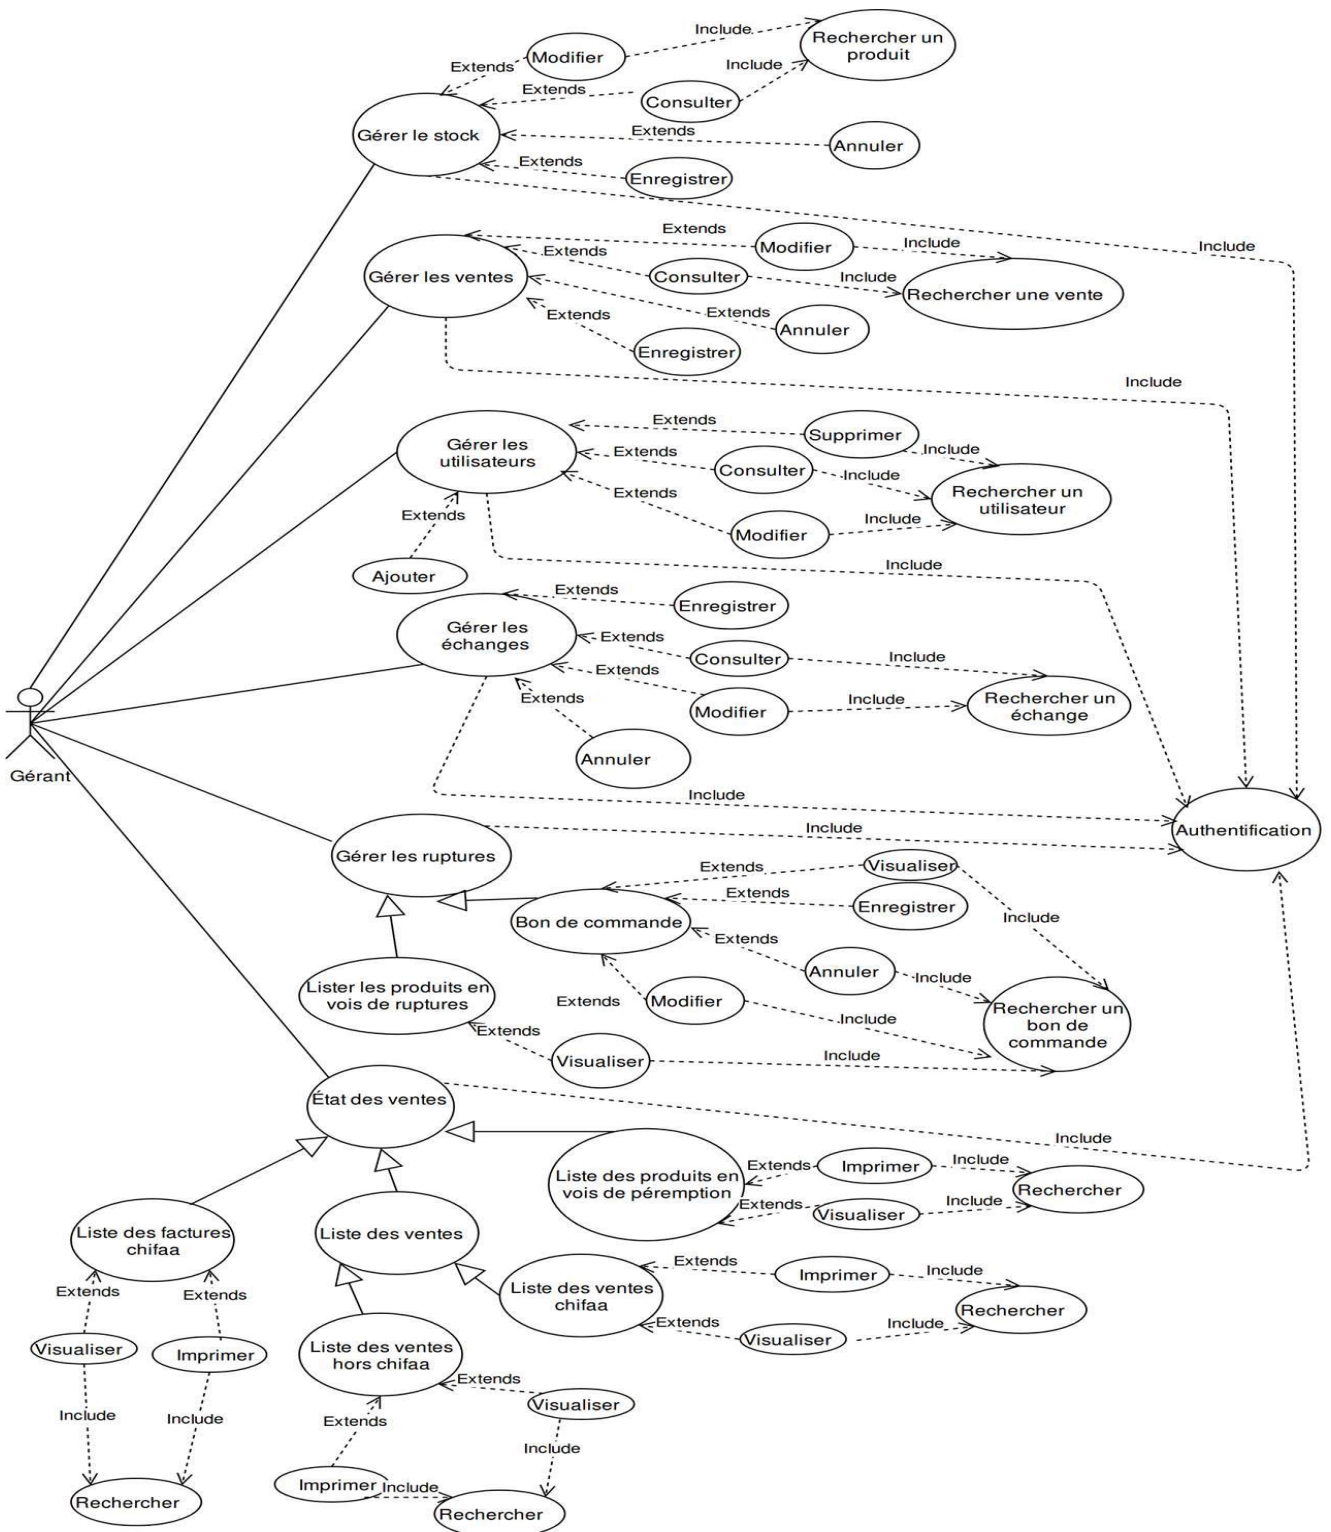 Include
Rechercher un
produit
Modifier
Extends
Include
Extends
Consulter
Gérer le stock
Extends
Annuler
Extends
Enregistrer
Include
Extends
Modifier
Include
Gérer les ventes
Extends
Consulter
Include
Rechercher une vente
Extends
Extends
Annuler
Enregistrer
Include
Gérer les
utilisateurs
Extends
Supprimer
Extends
Consulter
Include
Include
Rechercher un
utilisateur
Extends
Modifier
Include
Extends
Ajouter
Include
Extends
Enregistrer
Gérer les
échanges
Extends
Consulter
Include
Extends
Modifier
Include
Rechercher un
échange
Extends
Annuler
Gérant
Include
Include
Authentification
Gérer les ruptures
Extends
Visualiser
Extends
Enregistrer
Include
Bon de commande
Extends
Annuler
Include
Lister les produits en
vois de ruptures
Extends
Modifier
Include
Rechercher un
bon de
commande
Extends
Visualiser
Include
État des ventes
Include
Liste des produits en
vois de péremption
Extends
Imprimer
Include
Rechercher
Extends
Visualiser
Include
Liste des factures
chifaa
Liste des ventes
Extends
Imprimer
Include
Liste des ventes
chifaa
Rechercher
Extends
Visualiser
Include
Extends
Extends
Visualiser
Imprimer
Liste des ventes
hors chifaa
Extends
Visualiser
Include
Include
Extends
Include
Imprimer
Include
Rechercher
Rechercher